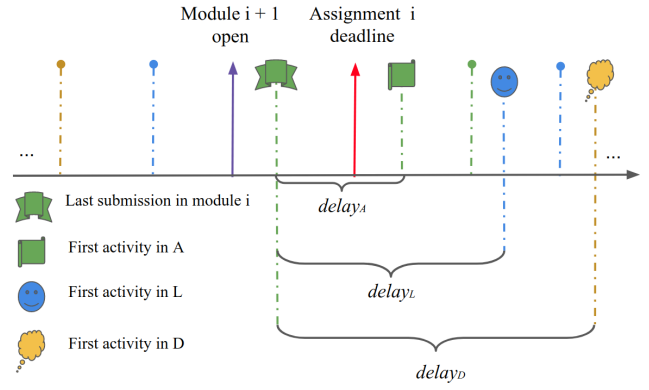 Module i + 1
open
Assignment i
deadline
...
...
delayA
Last submission in module i
First activity in A
delayL
First activity in L
First activity in D
delayD